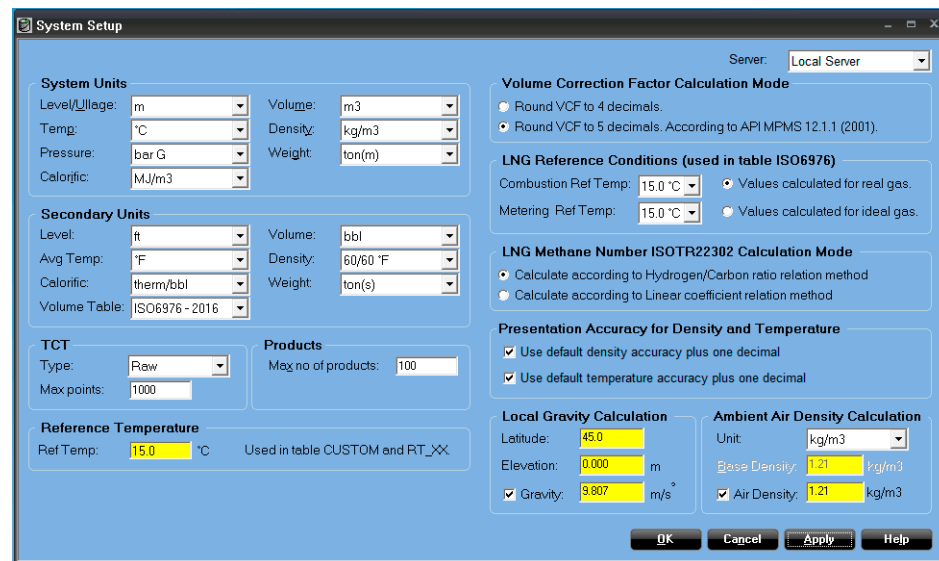 System Setup
Server: Local Server
System Units
Level/Ullage: m Volume: m3
Temp: °C Density: kg/m3
Pressure: bar G Weight: ton(m)
Calorific: MJ/m3
Secondary Units
Level: ft Volume: bbl
Avg Temp: °F Density: 60/60 °F
Calorific: therm/bbl Weight: ton(s)
Volume Table: ISO6976 - 2016
TCT
Type: Raw
Max points: 1000
Products
Max no of products: 100
Reference Temperature
Ref Temp: 15.0 °C Used in table CUSTOM and RT_XX.
Volume Correction Factor Calculation Mode
Round VCF to 4 decimals.
Round VCF to 5 decimals. According to API MPMS 12.1.1 (2001).
LNG Reference Conditions (used in table ISO6976)
Combustion Ref Temp: 15.0 °C Values calculated for real gas.
Metering Ref Temp: 15.0 °C Values calculated for ideal gas.
LNG Methane Number ISOTR22302 Calculation Mode
Calculate according to Hydrogen/Carbon ratio relation method
Calculate according to Linear coefficient relation method
Presentation Accuracy for Density and Temperature
Use default density accuracy plus one decimal
Use default temperature accuracy plus one decimal
Local Gravity Calculation
Latitude: 45.0
Elevation: 0.000 m
Gravity: 9.807 m/s°
Ambient Air Density Calculation
Unit: kg/m3
Base Density: 1.21 kg/m3
Air Density: 1.21 kg/m3
OK Cancel Apply Help